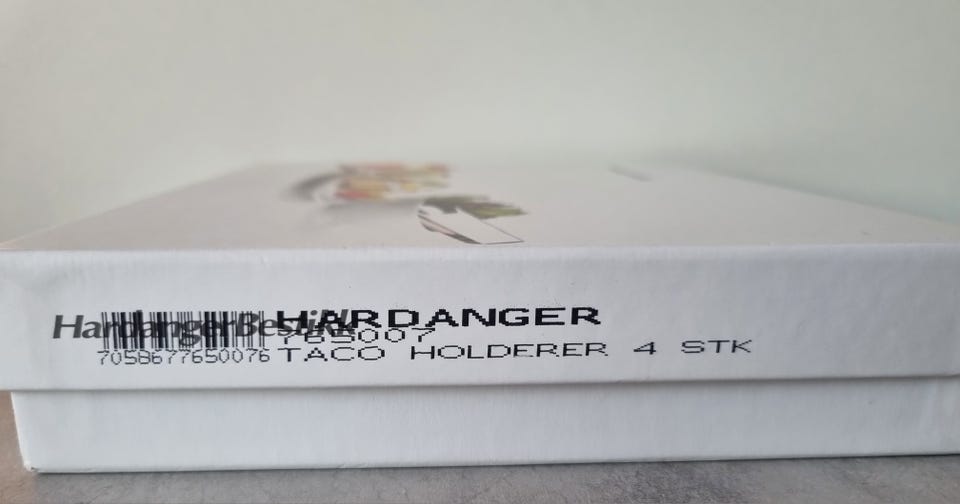 HardangerBestikk
HARDANGER
765007
7058677650076
TACO HOLDERER 4 STK